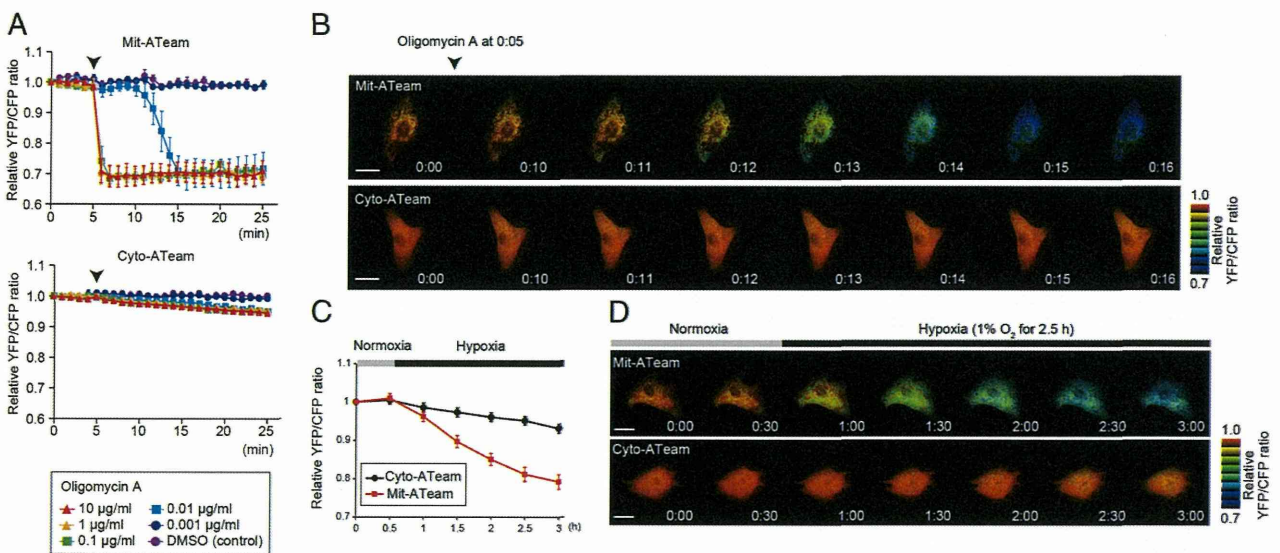 A
Mit-ATeam
Relative YFP/CFP ratio
1.1
1.0
0.9
0.8
0.7
0.6
0 5 10 15 20 25
(min)
Cyto-ATeam
Relative YFP/CFP ratio
1.1
1.0
0.9
0.8
0.7
0.6
0 5 10 15 20 25
(min)
Oligomycin A
10 µg/ml 0.01 µg/ml
1 µg/ml 0.001 µg/ml
0.1 µg/ml DMSO (control)
B
Oligomycin A at 0:05
Mit-ATeam
0:00 0:10 0:11 0:12 0:13 0:14 0:15 0:16
Cyto-ATeam
0:00 0:10 0:11 0:12 0:13 0:14 0:15 0:16
1.0
Relative
YFP/CFP ratio
0.7
C
Normoxia Hypoxia
Relative YFP/CFP ratio
1.1
1
0.9
0.8
0.7
Cyto-ATeam
Mit-ATeam
0 0.5 1 1.5 2 2.5 3 (h)
D
Normoxia Hypoxia (1% O₂ for 2.5 h)
Mit-ATeam
0:00 0:30 1:00 1:30 2:00 2:30 3:00
Cyto-ATeam
0:00 0:30 1:00 1:30 2:00 2:30 3:00
1.0
Relative
YFP/CFP ratio
0.7